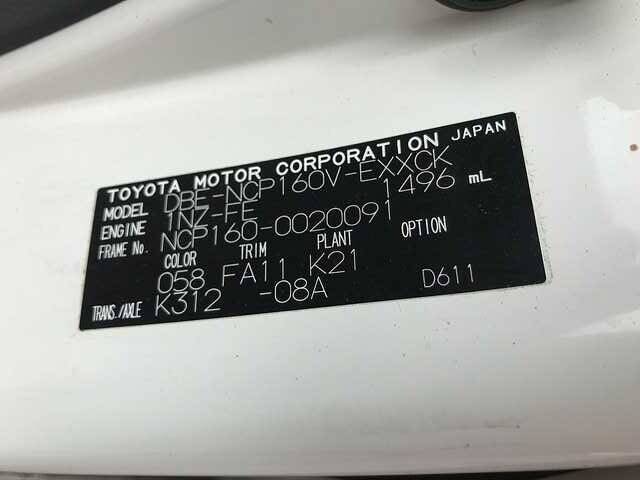 TOYOTA MOTOR CORPORATION JAPAN
MODEL DBE-NCP160V-EXXCK
ENGINE 1NZ-FE 1496 mL
FRAME No. NCP160-0020091
COLOR TRIM PLANT OPTION
058 FA11 K21
TRANS./AXLE K312 -08A D611